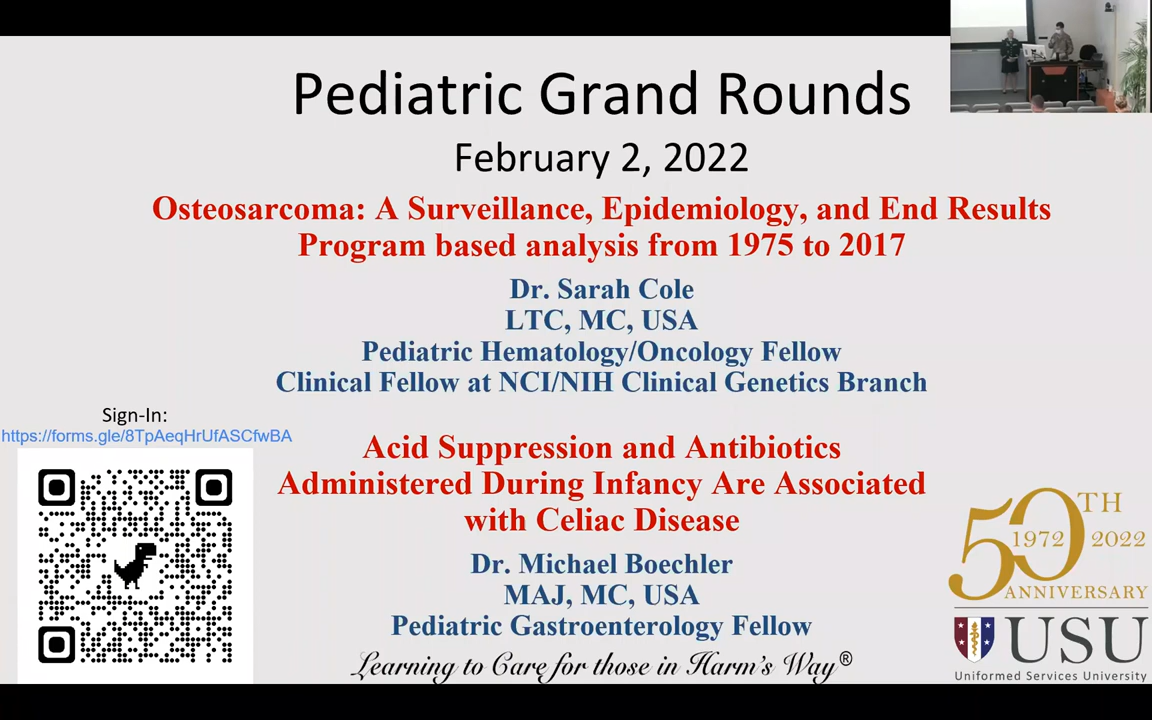 Pediatric Grand Rounds
February 2, 2022
Osteosarcoma: A Surveillance, Epidemiology, and End Results
Program based analysis from 1975 to 2017
Dr. Sarah Cole
LTC, MC, USA
Pediatric Hematology/Oncology Fellow
Clinical Fellow at NCI/NIH Clinical Genetics Branch
Sign-In:
https://forms.gle/8TpAeqHrUfASCfwBA
Acid Suppression and Antibiotics
Administered During Infancy Are Associated
with Celiac Disease
Dr. Michael Boechler
MAJ, MC, USA
Pediatric Gastroenterology Fellow
Learning to Care for those in Harm's Way®
50TH
1972 2022
ANNIVERSARY
USU
Uniformed Services University